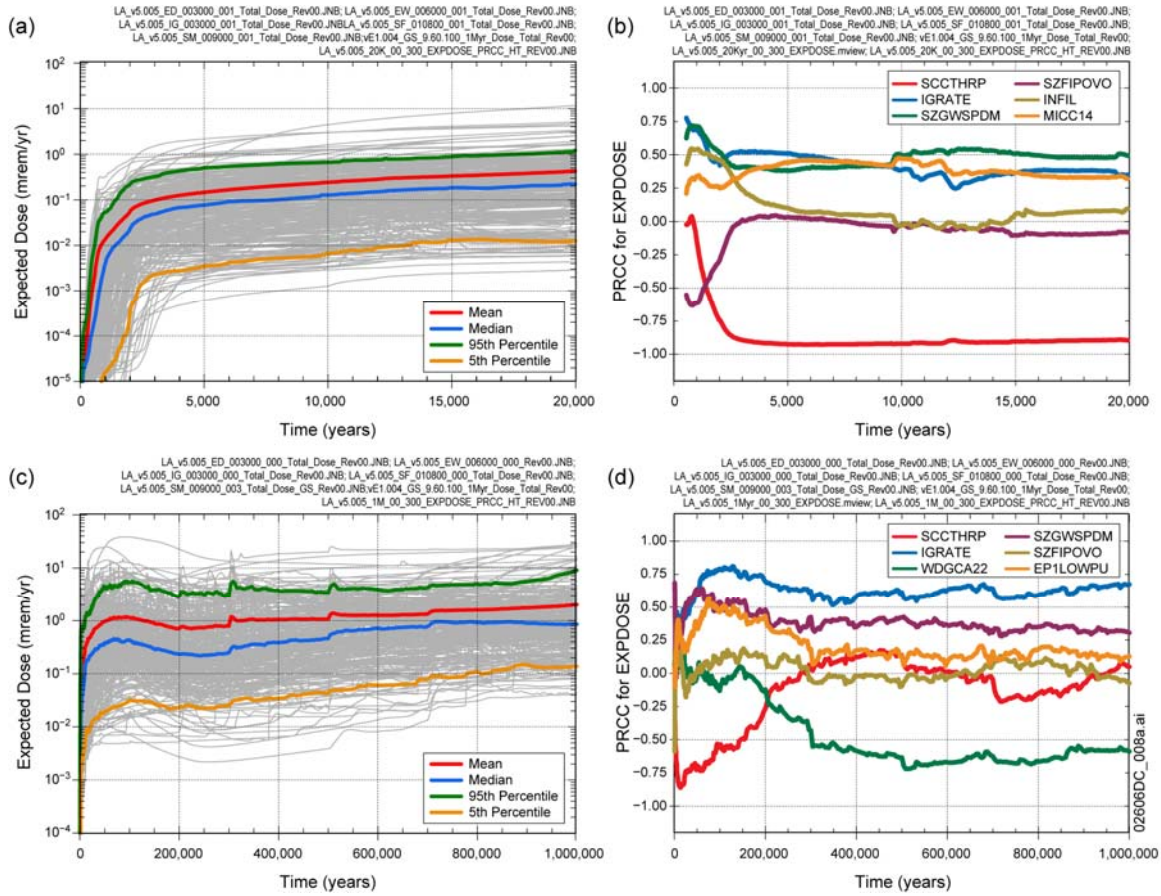 (a)
LA_v5.005_ED_003000_001_Total_Dose_Rev00.JNB; LA_v5.005_EW_006000_001_Total_Dose_Rev00.JNB;
LA_v5.005_IG_003000_001_Total_Dose_Rev00.JNBLA_v5.005_SF_010800_001_Total_Dose_Rev00.JNB;
LA_v5.005_SM_009000_001_Total_Dose_Rev00.JNB;vE1.004_GS_9.60.100_1Myr_Dose_Total_Rev00;
LA_v5.005_20K_00_300_EXPDOSE_PRCC_HT_REV00.JNB
Expected Dose (mrem/yr)
10²
10¹
10⁰
10⁻¹
10⁻²
10⁻³
10⁻⁴
10⁻⁵
Mean
Median
95th Percentile
5th Percentile
0 5,000 10,000 15,000 20,000
Time (years)
(b)
LA_v5.005_ED_003000_001_Total_Dose_Rev00.JNB; LA_v5.005_EW_006000_001_Total_Dose_Rev00.JNB;
LA_v5.005_IG_003000_001_Total_Dose_Rev00.JNB; LA_v5.005_SF_010800_001_Total_Dose_Rev00.JNB;
LA_v5.005_SM_009000_001_Total_Dose_Rev00.JNB; vE1.004_GS_9.60.100_1Myr_Dose_Total_Rev00;
LA_v5.005_20Kyr_00_300_EXPDOSE.mview; LA_v5.005_20K_00_300_EXPDOSE_PRCC_HT_REV00.JNB
PRCC for EXPDOSE
1.00
0.75
0.50
0.25
0.00
−0.25
−0.50
−0.75
−1.00
SCCTHRP SZFIPOVO
IGRATE INFIL
SZGWSPDM MICC14
0 5,000 10,000 15,000 20,000
Time (years)
(c)
LA_v5.005_ED_003000_000_Total_Dose_Rev00.JNB; LA_v5.005_EW_006000_000_Total_Dose_Rev00.JNB;
LA_v5.005_IG_003000_000_Total_Dose_Rev00.JNB; LA_v5.005_SF_010800_000_Total_Dose_Rev00.JNB;
LA_v5.005_SM_009000_003_Total_Dose_GS_Rev00.JNB;vE1.004_GS_9.60.100_1Myr_Dose_Total_Rev00;
LA_v5.005_1M_00_300_EXPDOSE_PRCC_HT_REV00.JNB
Expected Dose (mrem/yr)
10²
10¹
10⁰
10⁻¹
10⁻²
10⁻³
10⁻⁴
Mean
Median
95th Percentile
5th Percentile
0 200,000 400,000 600,000 800,000 1,000,000
Time (years)
(d)
LA_v5.005_ED_003000_000_Total_Dose_Rev00.JNB; LA_v5.005_EW_006000_000_Total_Dose_Rev00.JNB;
LA_v5.005_IG_003000_000_Total_Dose_Rev00.JNB; LA_v5.005_SF_010800_000_Total_Dose_Rev00.JNB;
LA_v5.005_SM_009000_003_Total_Dose_GS_Rev00.JNB; vE1.004_GS_9.60.100_1Myr_Dose_Total_Rev00;
LA_v5.005_1Myr_00_300_EXPDOSE.mview; LA_v5.005_1M_00_300_EXPDOSE_PRCC_HT_REV00.JNB
PRCC for EXPDOSE
1.00
0.75
0.50
0.25
0.00
−0.25
−0.50
−0.75
−1.00
SCCTHRP SZGWSPDM
IGRATE SZFIPOVO
WDGCA22 EP1LOWPU
0 200,000 400,000 600,000 800,000 1,000,000
Time (years)
02606DC_008a.ai